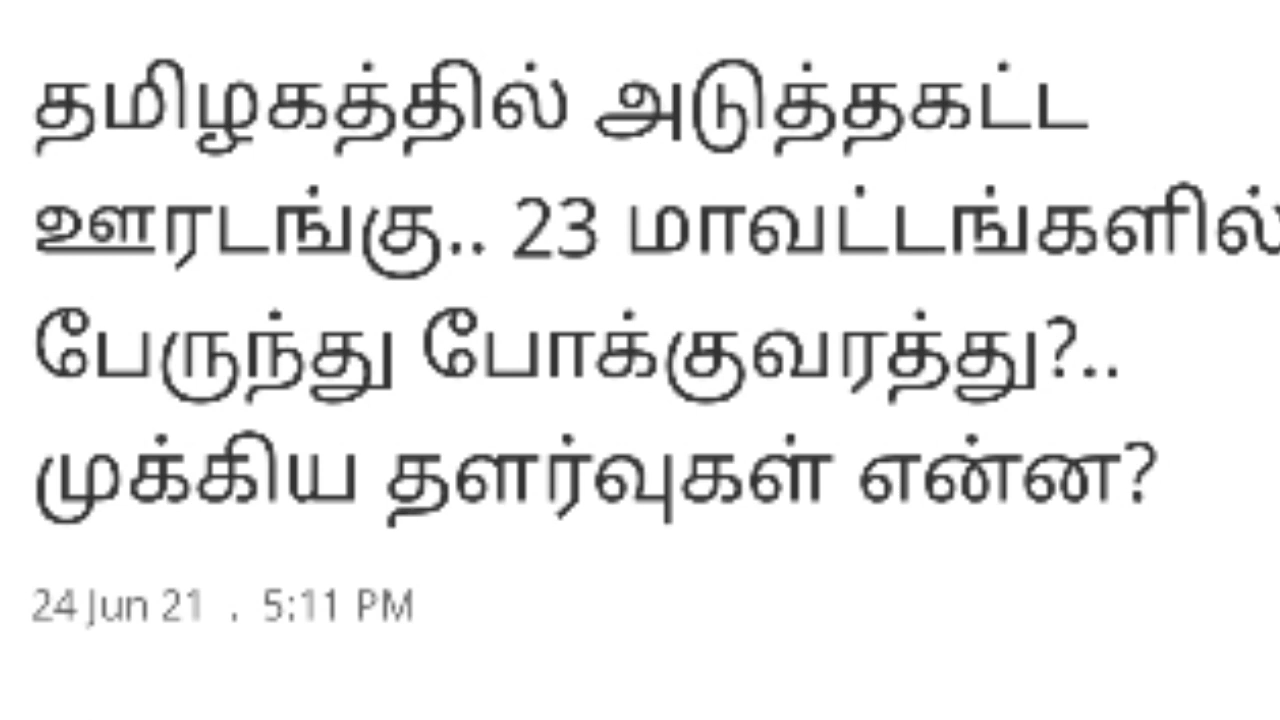 தமிழகத்தில் அடுத்தகட்ட
ஊரடங்கு.. 23 மாவட்டங்களில்
பேருந்து போக்குவரத்து?..
முக்கிய தளர்வுகள் என்ன?
24 Jun 21 . 5:11 PM